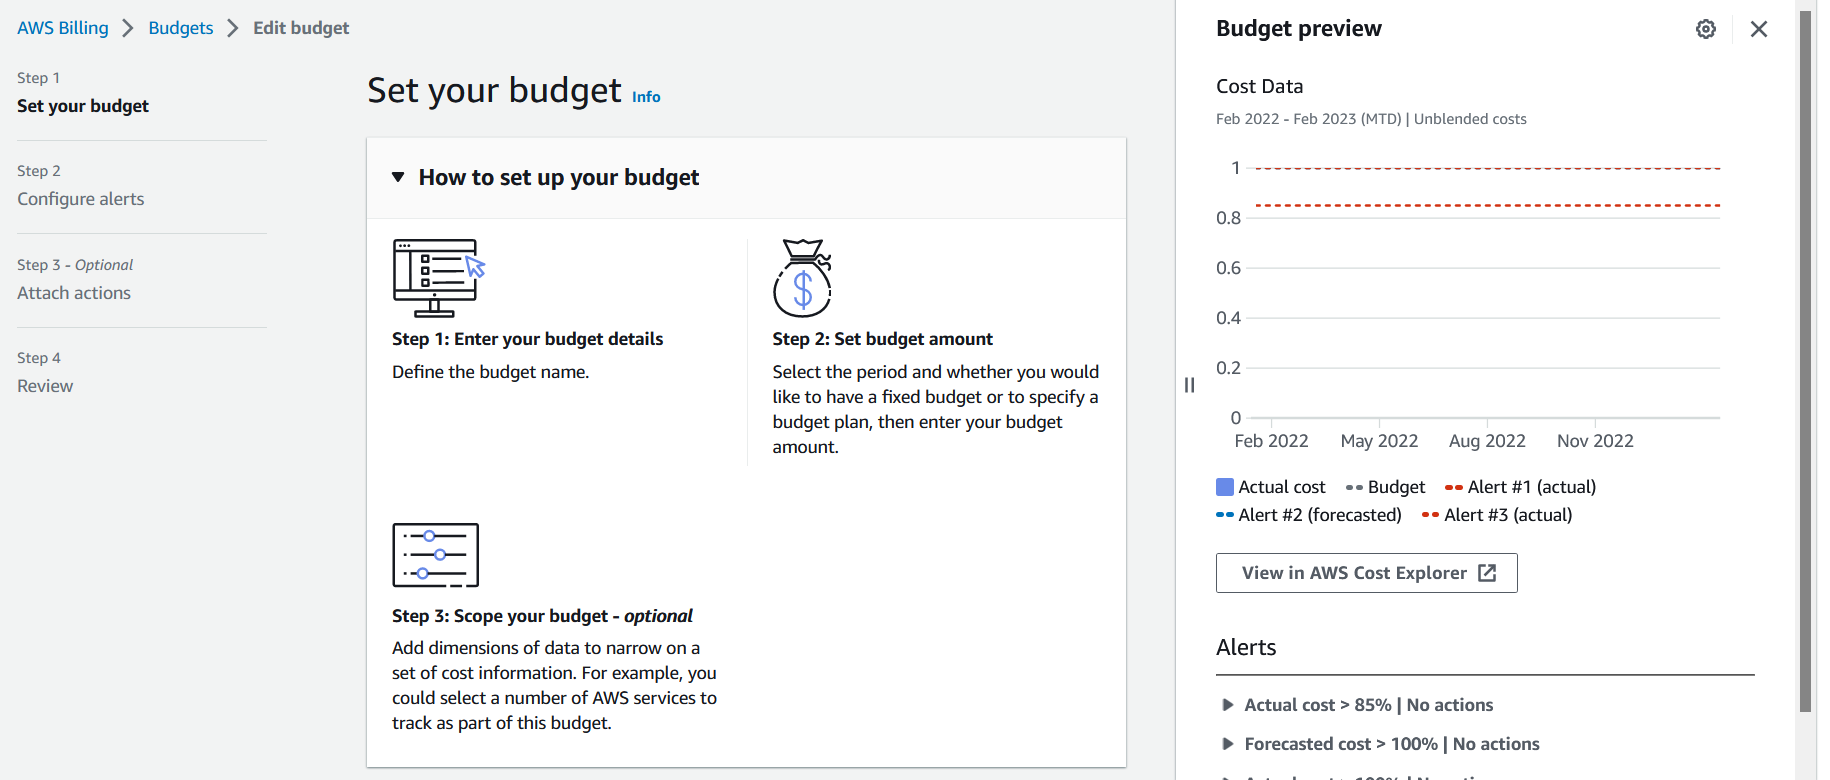 AWS Billing > Budgets > Edit budget
Step 1
Set your budget
Step 2
Configure alerts
Step 3 - Optional
Attach actions
Step 4
Review
Set your budget Info
How to set up your budget
Step 1: Enter your budget details
Define the budget name.
Step 2: Set budget amount
Select the period and whether you would
like to have a fixed budget or to specify a
budget plan, then enter your budget
amount.
Step 3: Scope your budget - optional
Add dimensions of data to narrow on a
set of cost information. For example, you
could select a number of AWS services to
track as part of this budget.
Budget preview
Cost Data
Feb 2022 - Feb 2023 (MTD) | Unblended costs
1
0.8
0.6
0.4
0.2
0
Feb 2022 May 2022 Aug 2022 Nov 2022
Actual cost Budget Alert #1 (actual)
Alert #2 (forecasted) Alert #3 (actual)
View in AWS Cost Explorer
Alerts
Actual cost > 85% | No actions
Forecasted cost > 100% | No actions